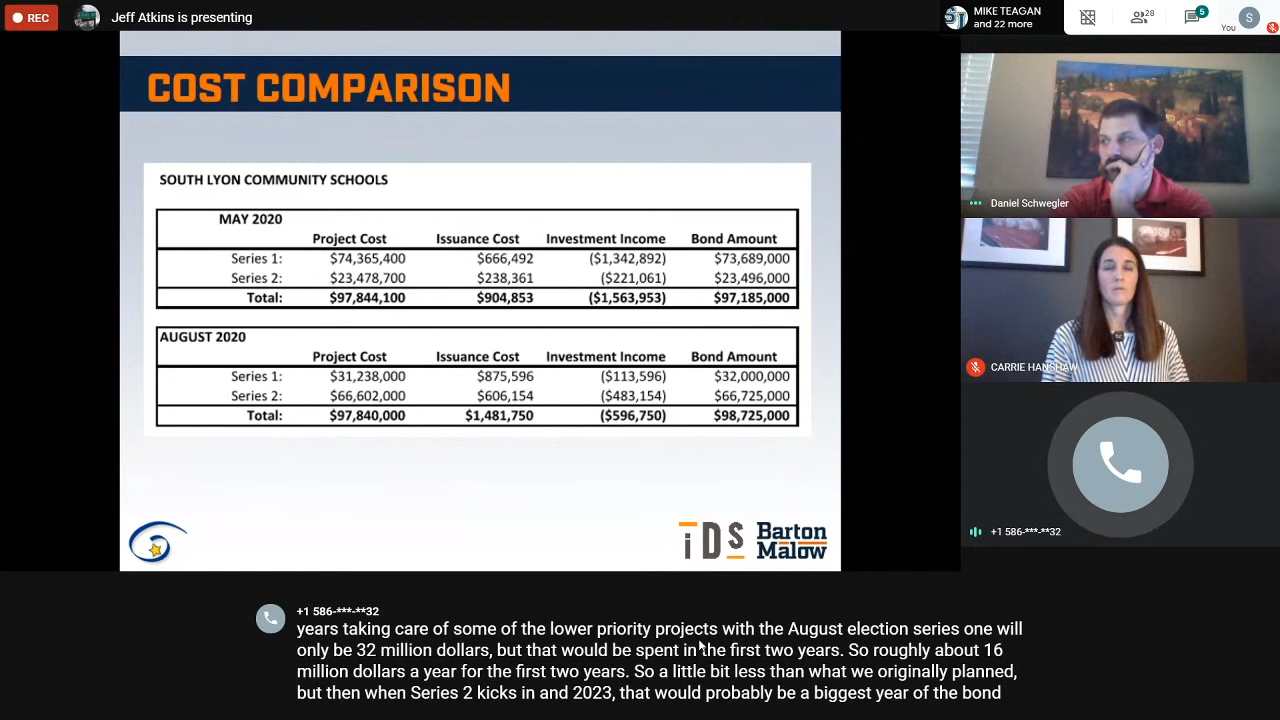 REC
Jeff Atkins is presenting
MIKE TEAGAN
and 22 more
28
5
You
S
COST COMPARISON
SOUTH LYON COMMUNITY SCHOOLS
MAY 2020
Project Cost Issuance Cost Investment Income Bond Amount
Series 1: $74,365,400 $666,492 ($1,342,892) $73,689,000
Series 2: $23,478,700 $238,361 ($221,061) $23,496,000
Total: $97,844,100 $904,853 ($1,563,953) $97,185,000
AUGUST 2020
Project Cost Issuance Cost Investment Income Bond Amount
Series 1: $31,238,000 $875,596 ($113,596) $32,000,000
Series 2: $66,602,000 $606,154 ($483,154) $66,725,000
Total: $97,840,000 $1,481,750 ($596,750) $98,725,000
iDS
Barton
Malow
Daniel Schwegler
CARRIE HANSHAW
+1 586-***-**32
+1 586-***-**32
years taking care of some of the lower priority projects with the August election series one will
only be 32 million dollars, but that would be spent in the first two years. So roughly about 16
million dollars a year for the first two years. So a little bit less than what we originally planned,
but then when Series 2 kicks in and 2023, that would probably be a biggest year of the bond